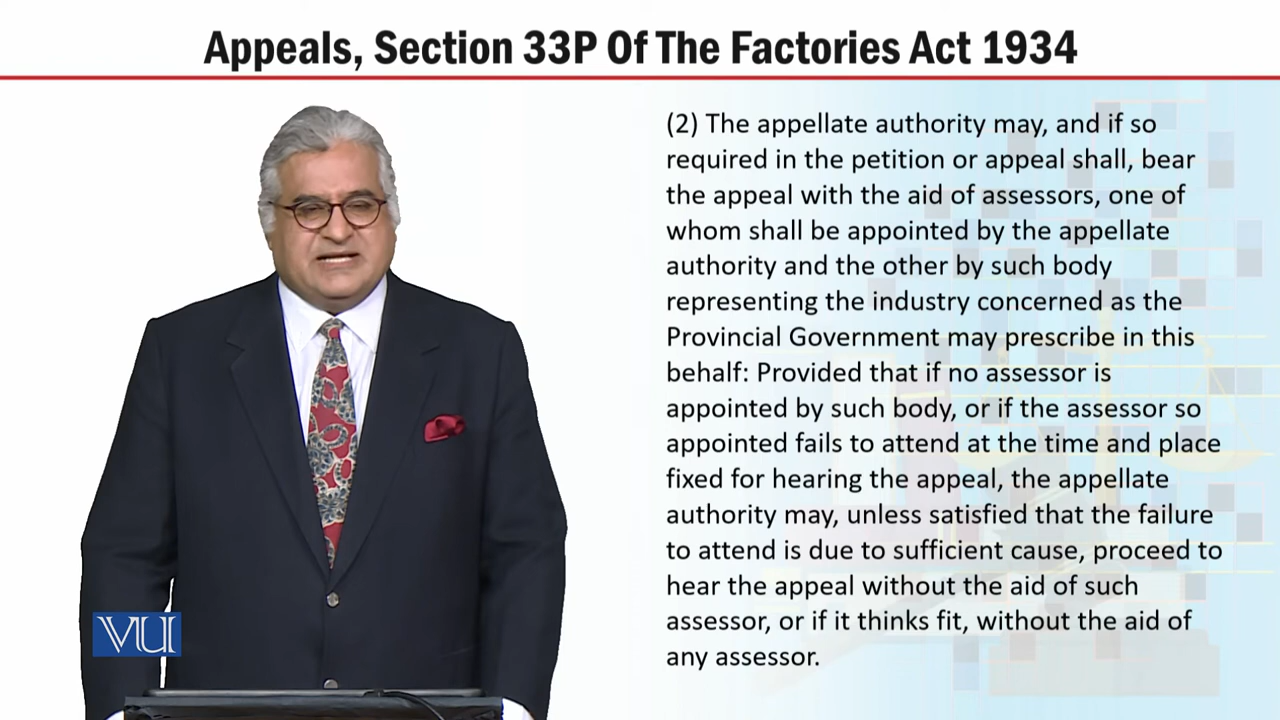 Appeals, Section 33P Of The Factories Act 1934
(2) The appellate authority may, and if so
required in the petition or appeal shall, bear
the appeal with the aid of assessors, one of
whom shall be appointed by the appellate
authority and the other by such body
representing the industry concerned as the
Provincial Government may prescribe in this
behalf: Provided that if no assessor is
appointed by such body, or if the assessor so
appointed fails to attend at the time and place
fixed for hearing the appeal, the appellate
authority may, unless satisfied that the failure
to attend is due to sufficient cause, proceed to
hear the appeal without the aid of such
assessor, or if it thinks fit, without the aid of
any assessor.
VU